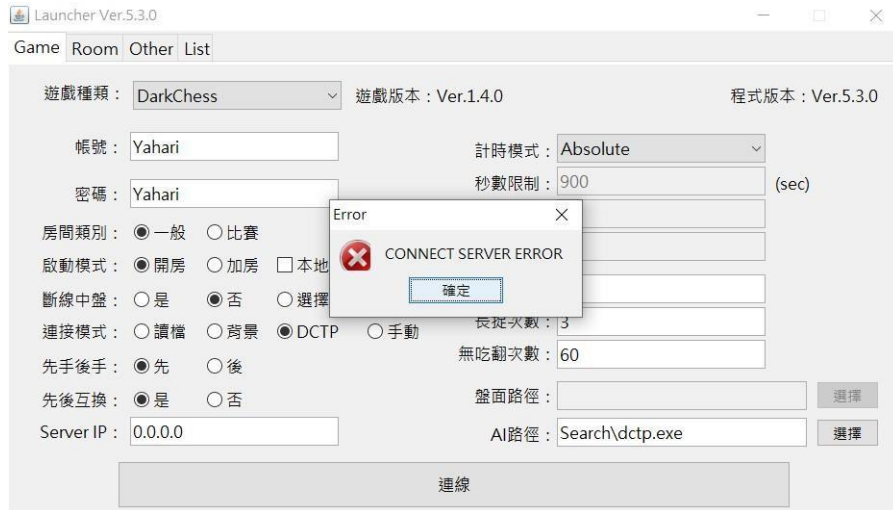 Launcher Ver.5.3.0
Game Room Other List
遊戲種類： DarkChess 遊戲版本：Ver.1.4.0 程式版本：Ver.5.3.0
帳號： Yahari 計時模式： Absolute
密碼： Yahari 秒數限制： 900 (sec)
Error
房間類別： 一般 比賽
CONNECT SERVER ERROR
啟動模式： 開房 加房 本地
確定
斷線中盤： 是 否 選擇
連接模式： 讀檔 背景 DCTP 手動 長捉次數： 3
先手後手： 先 後 無吃翻次數： 60
先後互換： 是 否 盤面路徑： 選擇
Server IP： 0.0.0.0 AI路徑： Search\dctp.exe 選擇
連線